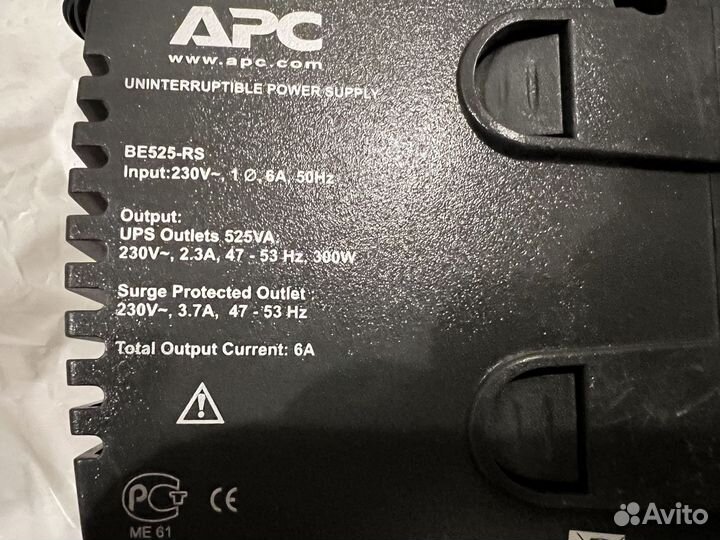 APC
www.apc.com
UNINTERRUPTIBLE POWER SUPPLY
BE525-RS
Input:230V~, 1 Ø, 6A, 50Hz
Output:
UPS Outlets 525VA:
230V~, 2.3A, 47 - 53 Hz, 300W
Surge Protected Outlet
230V~, 3.7A, 47 - 53 Hz
Total Output Current: 6A
PCT CE
ME 61
Avito